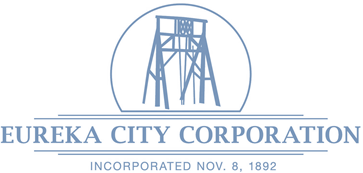 EUREKA CITY CORPORATION
INCORPORATED NOV. 8, 1892